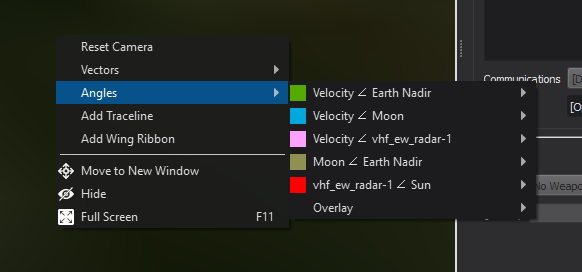 Reset Camera
Vectors
Angles
Add Traceline
Add Wing Ribbon
Move to New Window
Hide
Full Screen F11
Velocity ∠ Earth Nadir
Velocity ∠ Moon
Velocity ∠ vhf_ew_radar-1
Moon ∠ Earth Nadir
vhf_ew_radar-1 ∠ Sun
Overlay
Communications [D
[O
No Weapo